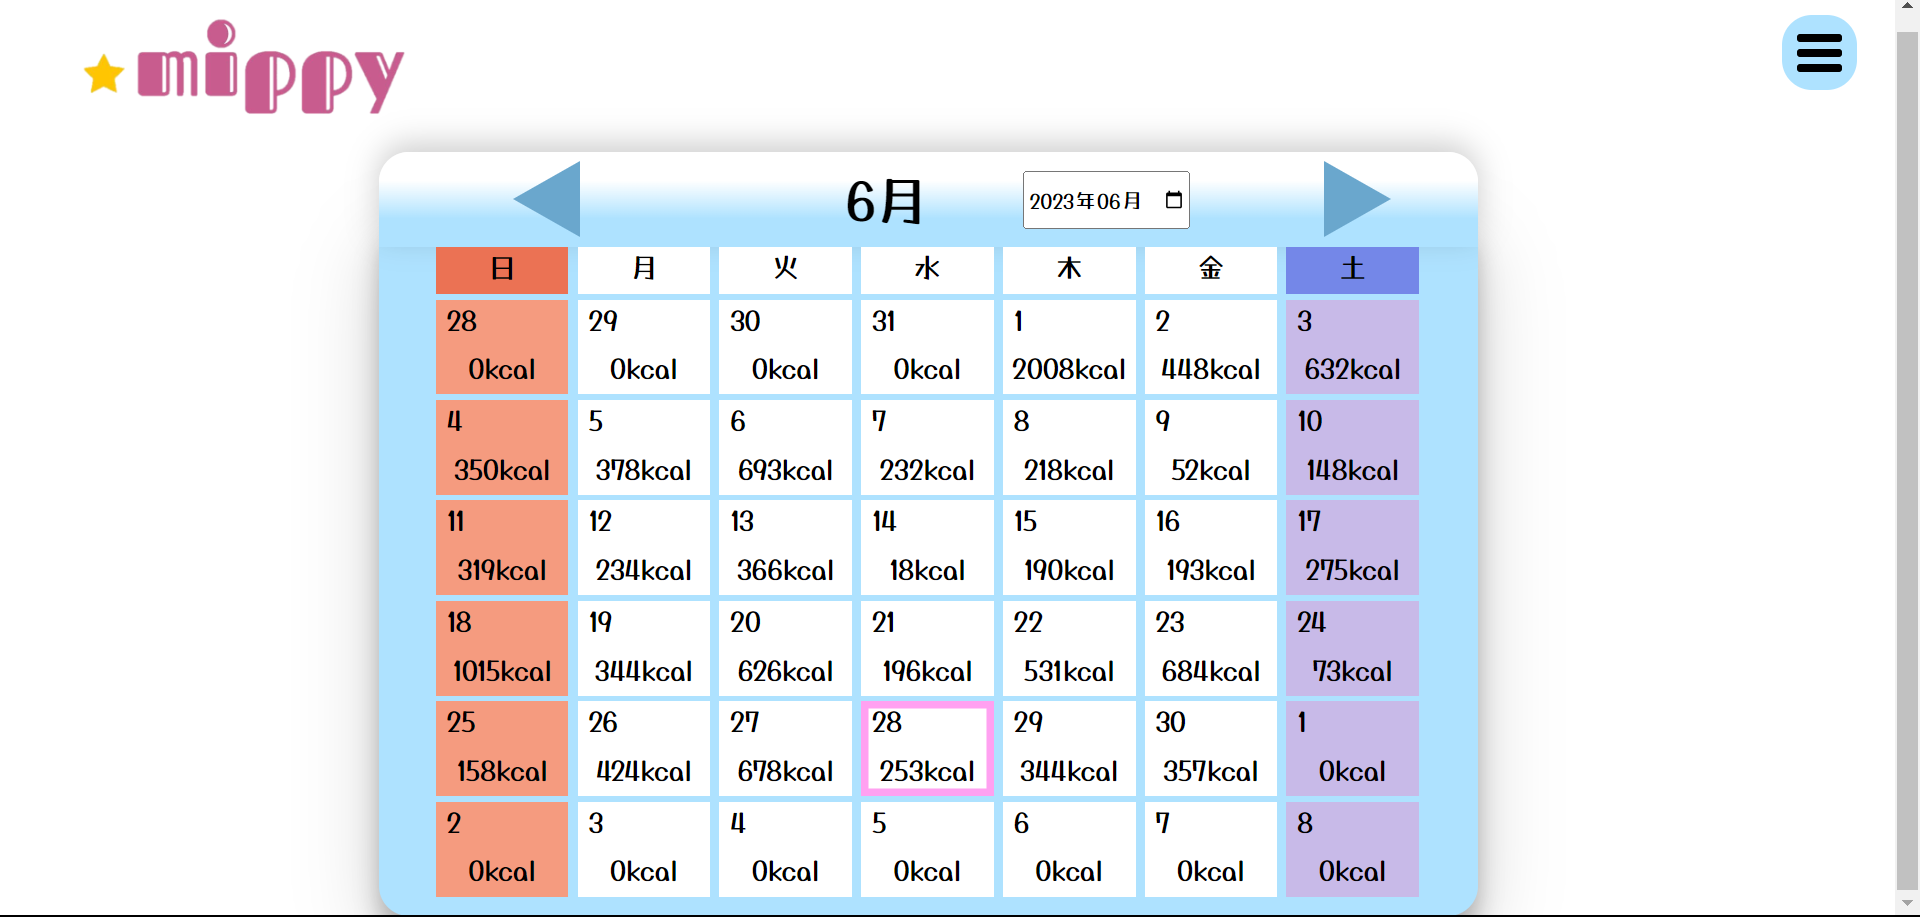 mippy
6月 2023年06月
日 月 火 水 木 金 土
28 29 30 31 1 2 3
0kcal 0kcal 0kcal 0kcal 2008kcal 448kcal 632kcal
4 5 6 7 8 9 10
350kcal 378kcal 693kcal 232kcal 218kcal 52kcal 148kcal
11 12 13 14 15 16 17
319kcal 234kcal 366kcal 18kcal 190kcal 193kcal 275kcal
18 19 20 21 22 23 24
1015kcal 344kcal 626kcal 196kcal 531kcal 684kcal 73kcal
25 26 27 28 29 30 1
158kcal 424kcal 678kcal 253kcal 344kcal 357kcal 0kcal
2 3 4 5 6 7 8
0kcal 0kcal 0kcal 0kcal 0kcal 0kcal 0kcal